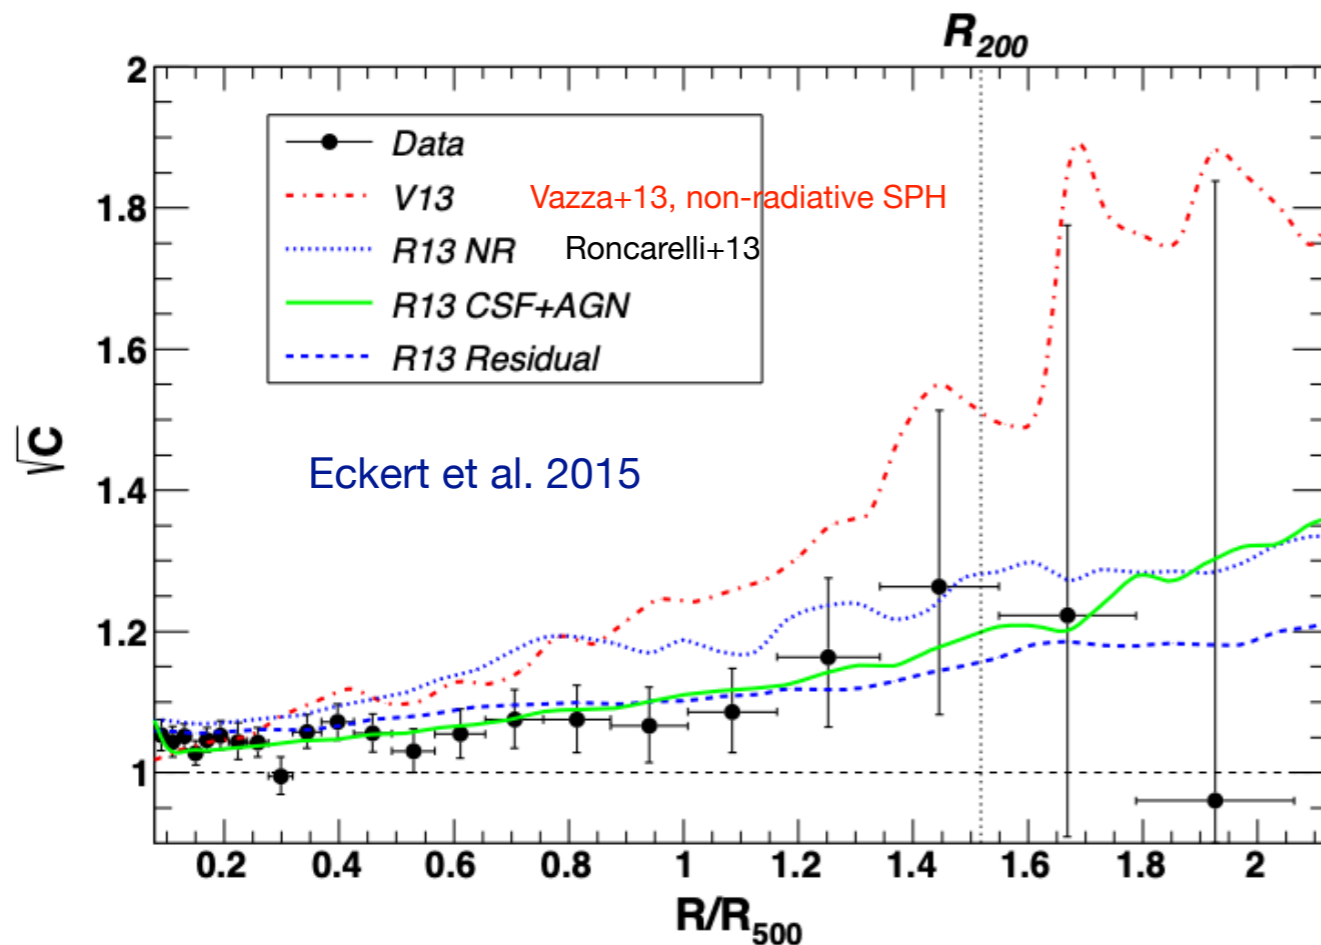 R200
2
1.8
1.6
1.4
1.2
1
√C
Data
V13 Vazza+13, non-radiative SPH
R13 NR Roncarelli+13
R13 CSF+AGN
R13 Residual
Eckert et al. 2015
0.2 0.4 0.6 0.8 1 1.2 1.4 1.6 1.8 2
R/R500